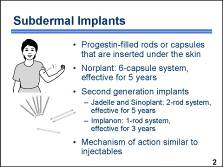 Subdermal Implants
• Progestin-filled rods or capsules
that are inserted under the skin
• Norplant: 6-capsule system,
effective for 5 years
• Second generation implants
– Jadelle and Sinoplant: 2-rod system,
effective for 5 years
– Implanon: 1-rod system,
effective for 3 years
• Mechanism of action similar to
injectables
2